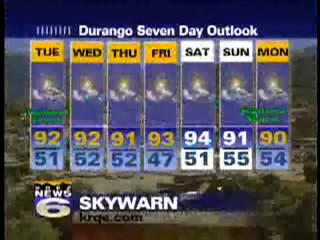 Durango Seven Day Outlook
TUE WED THU FRI SAT SUN MON
92 92 91 93 94 91 90
51 52 52 47 51 55 54
NEWS
6
SKYWARN
krqe.com